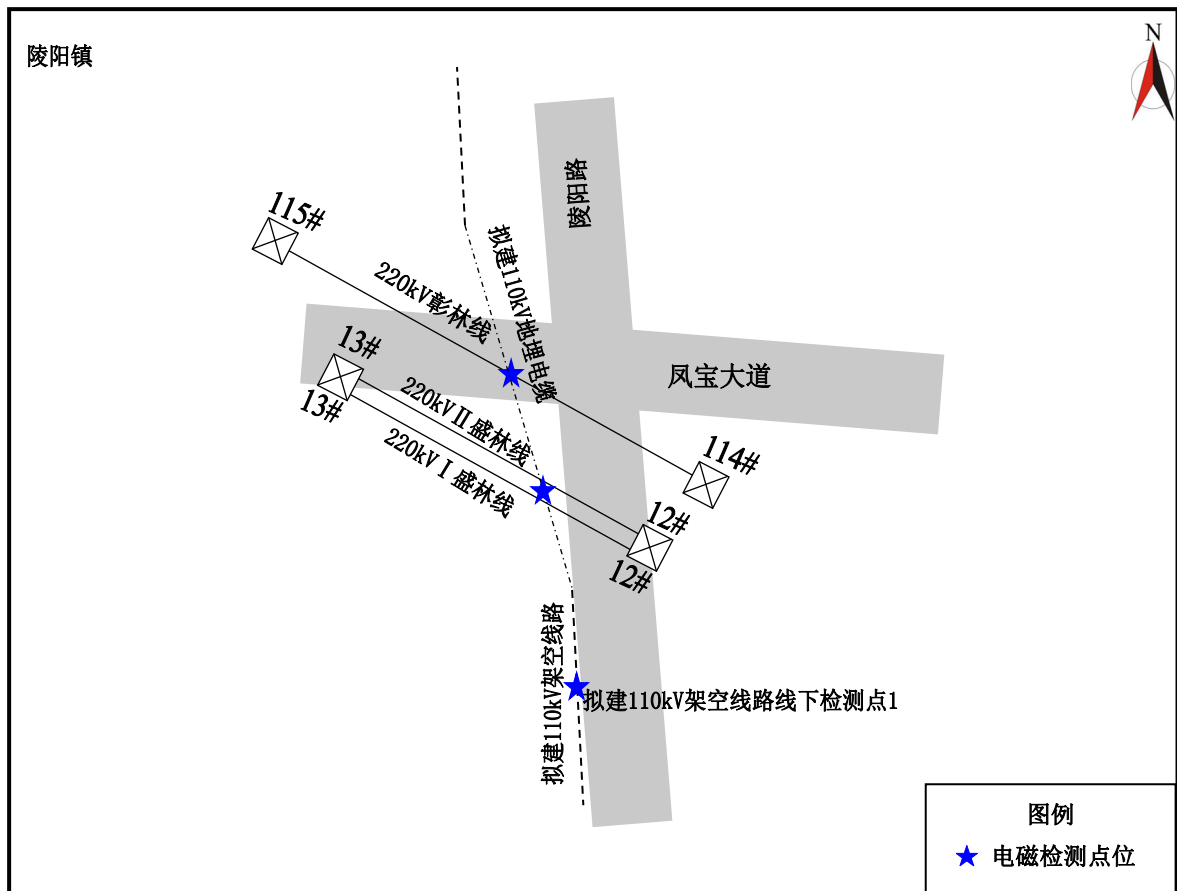 陵阳镇
N
陵阳路
115#
拟建110kV地埋电缆
220kV彰林线
13#
凤宝大道
13#
220kVⅡ盛林线
220kVⅠ盛林线
114#
12#
12#
拟建110kV架空线路
拟建110kV架空线路线下检测点1
图例
电磁检测点位